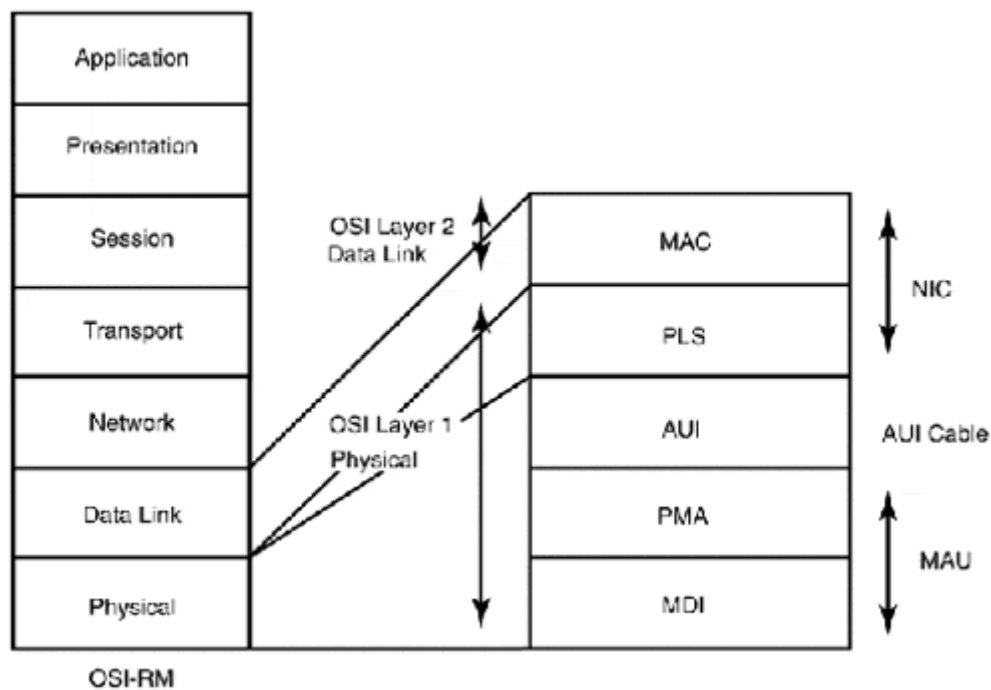 Application
Presentation
Session
Transport
Network
Data Link
Physical
OSI-RM
OSI Layer 2
Data Link
OSI Layer 1
Physical
MAC
PLS
AUI
PMA
MDI
NIC
AUI Cable
MAU